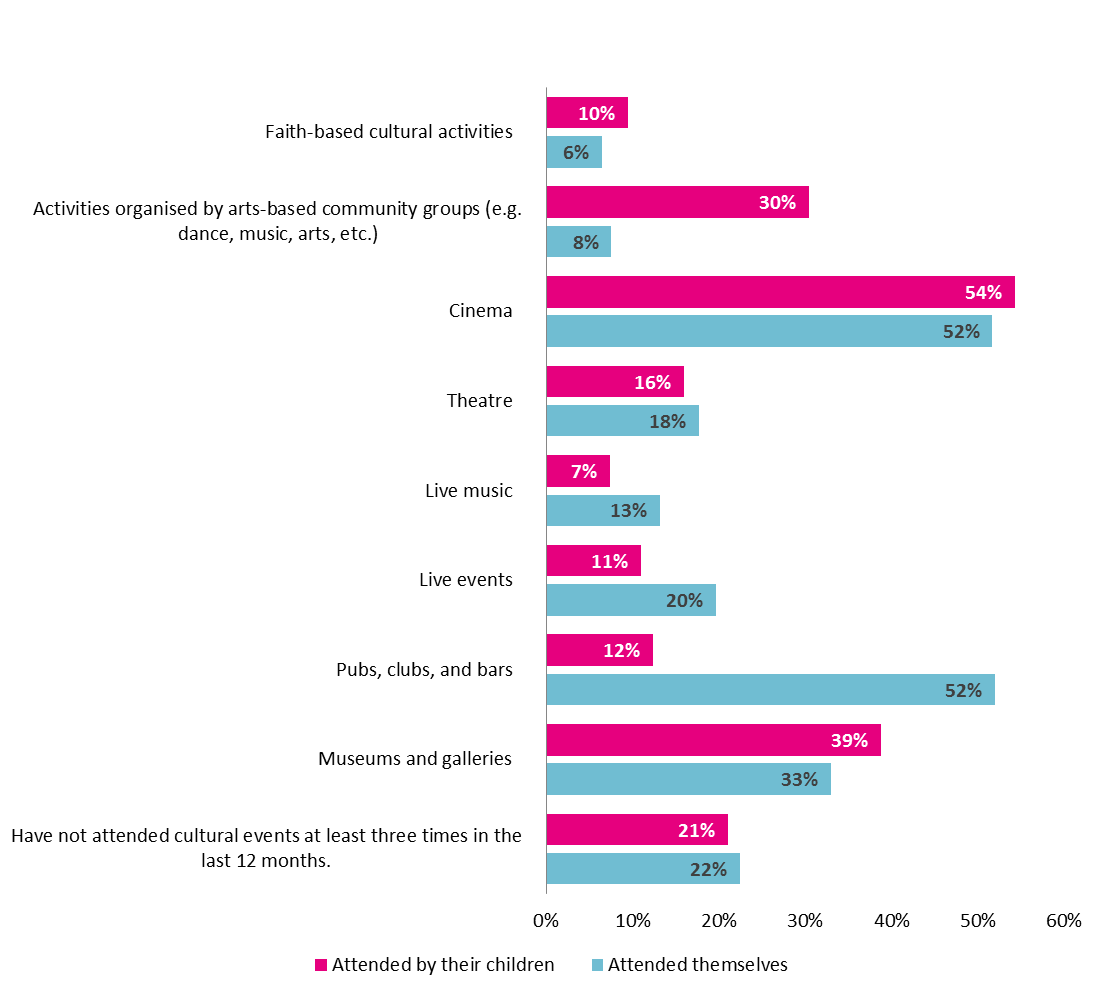 Faith-based cultural activities
10%
6%
Activities organised by arts-based community groups (e.g.
dance, music, arts, etc.)
30%
8%
Cinema
54%
52%
Theatre
16%
18%
Live music
7%
13%
Live events
11%
20%
Pubs, clubs, and bars
12%
52%
Museums and galleries
39%
33%
Have not attended cultural events at least three times in the
last 12 months.
21%
22%
0% 10% 20% 30% 40% 50% 60%
Attended by their children Attended themselves